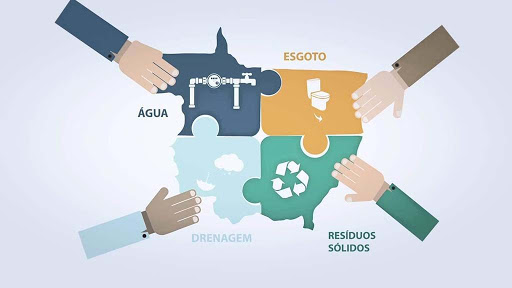 ESGOTO
ÁGUA
DRENAGEM
RESÍDUOS
SÓLIDOS